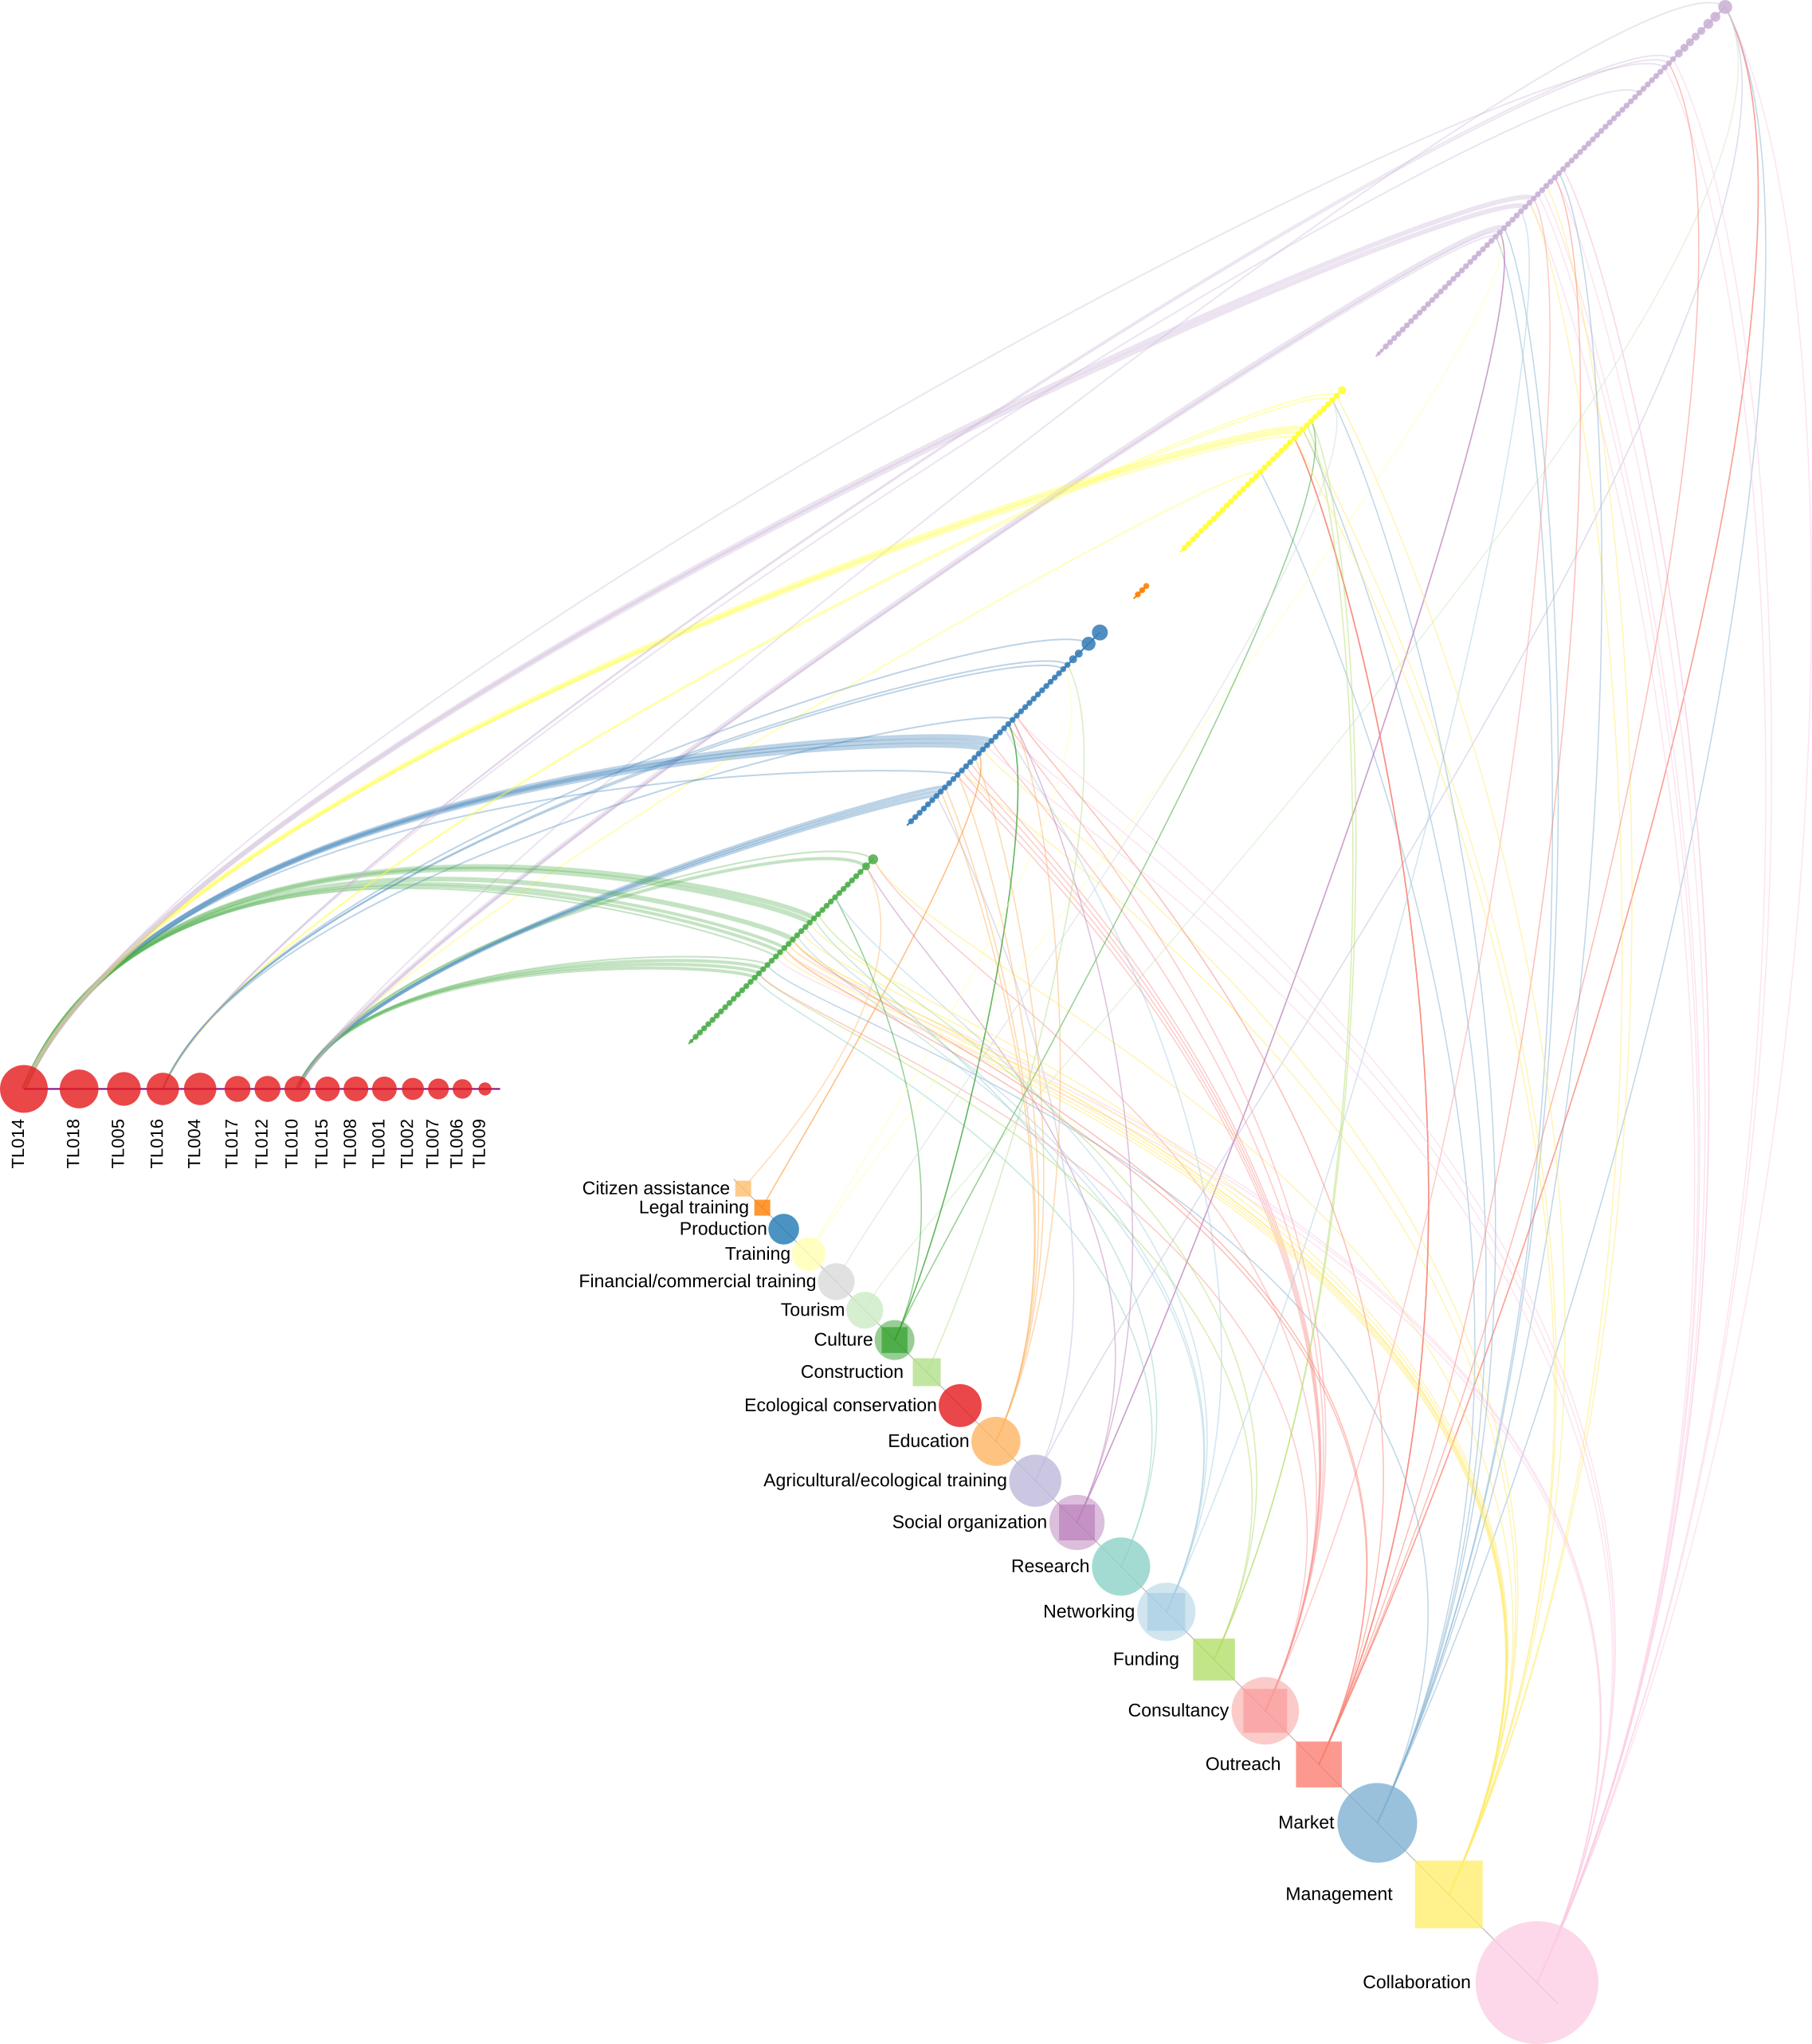 TL014
TL018
TL005
TL016
TL004
TL017
TL012
TL010
TL015
TL008
TL001
TL002
TL007
TL006
TL009
Citizen assistance
Legal training
Production
Training
Financial/commercial training
Tourism
Culture
Construction
Ecological conservation
Education
Agricultural/ecological training
Social organization
Research
Networking
Funding
Consultancy
Outreach
Market
Management
Collaboration